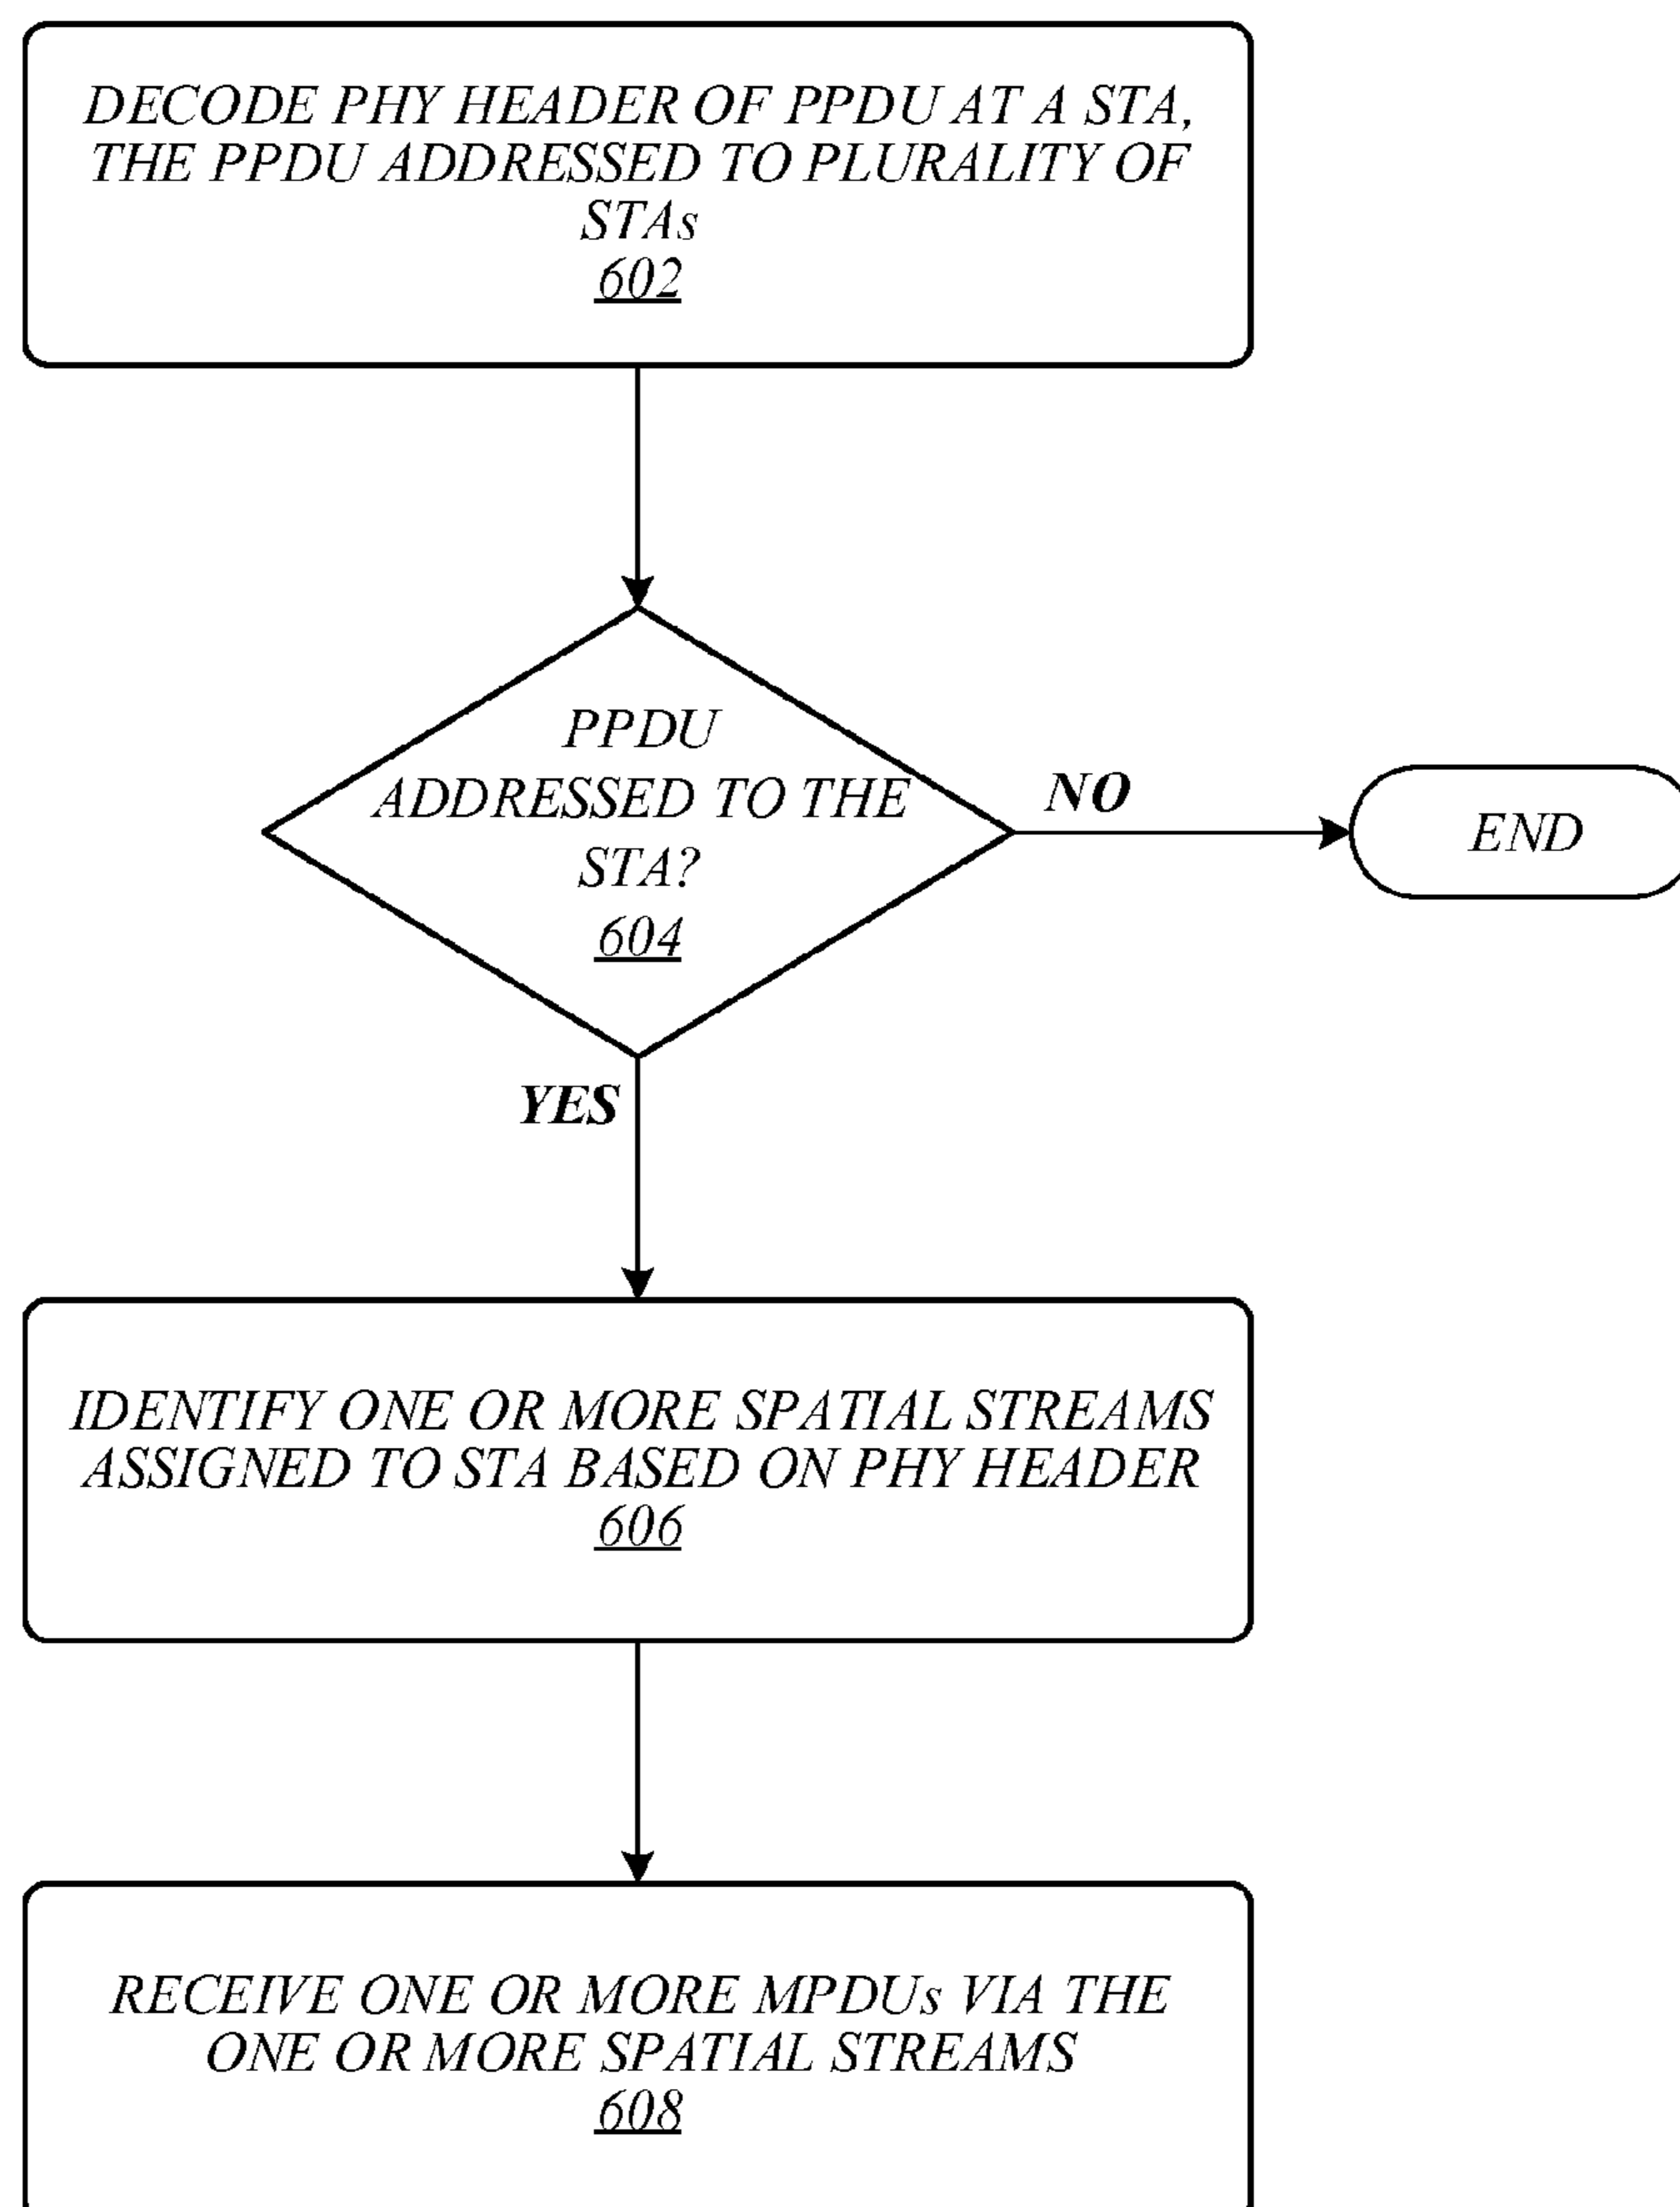 DECODE PHY HEADER OF PPDU AT A STA,
THE PPDU ADDRESSED TO PLURALITY OF
STAs
602
PPDU
ADDRESSED TO THE
STA?
604
NO
END
YES
IDENTIFY ONE OR MORE SPATIAL STREAMS
ASSIGNED TO STA BASED ON PHY HEADER
606
RECEIVE ONE OR MORE MPDUs VIA THE
ONE OR MORE SPATIAL STREAMS
608